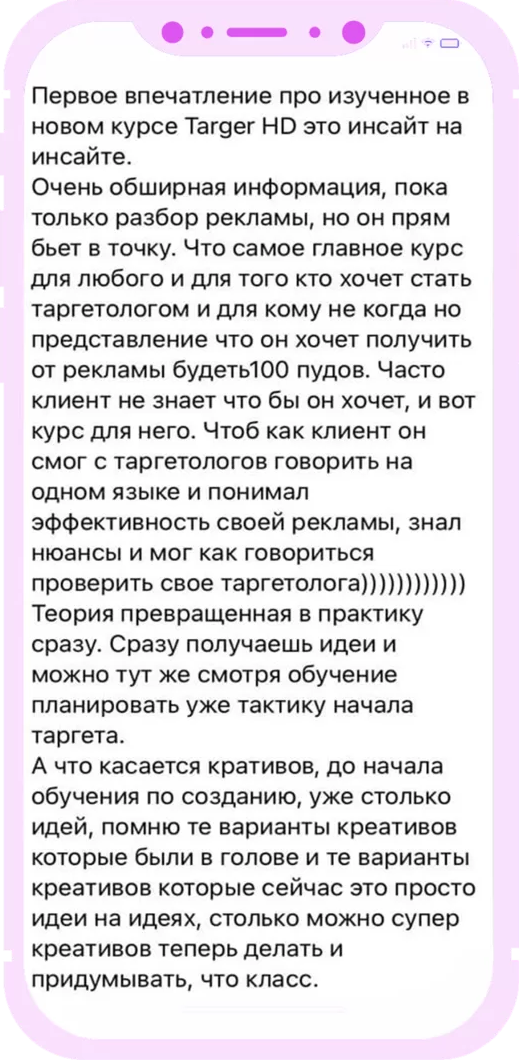 Первое впечатление про изученное в
новом курсе Targer HD это инсайт на
инсайте.
Очень обширная информация, пока
только разбор рекламы, но он прям
бьет в точку. Что самое главное курс
для любого и для того кто хочет стать
таргетологом и для кому не когда но
представление что он хочет получить
от рекламы будеть100 пудов. Часто
клиент не знает что бы он хочет, и вот
курс для него. Чтоб как клиент он
смог с таргетологов говорить на
одном языке и понимал
эффективность своей рекламы, знал
нюансы и мог как говориться
проверить свое таргетолога))))))))))))
Теория превращенная в практику
сразу. Сразу получаешь идеи и
можно тут же смотря обучение
планировать уже тактику начала
таргета.
А что касается кративов, до начала
обучения по созданию, уже столько
идей, помню те варианты креативов
которые были в голове и те варианты
креативов которые сейчас это просто
идеи на идеях, столько можно супер
креативов теперь делать и
придумывать, что класс.